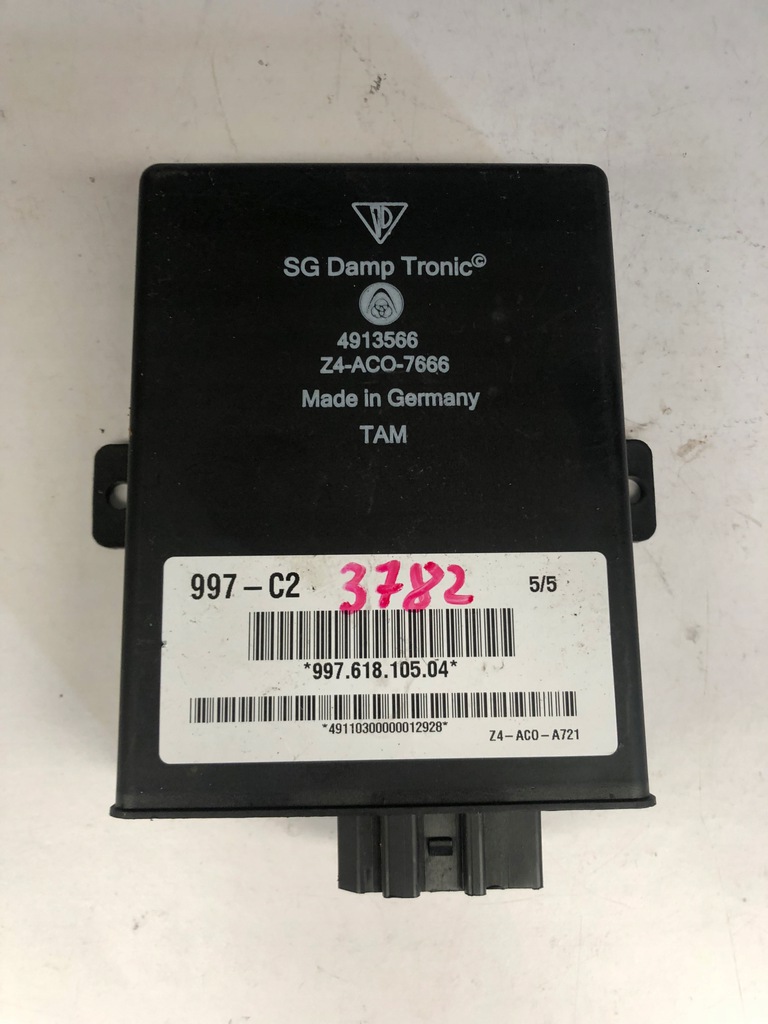 SG Damp Tronic©
4913566
Z4-ACO-7666
Made in Germany
TAM
997-C2 3782 5/5
*997.618.105.04*
*49110300000012928* Z4-ACO-A721